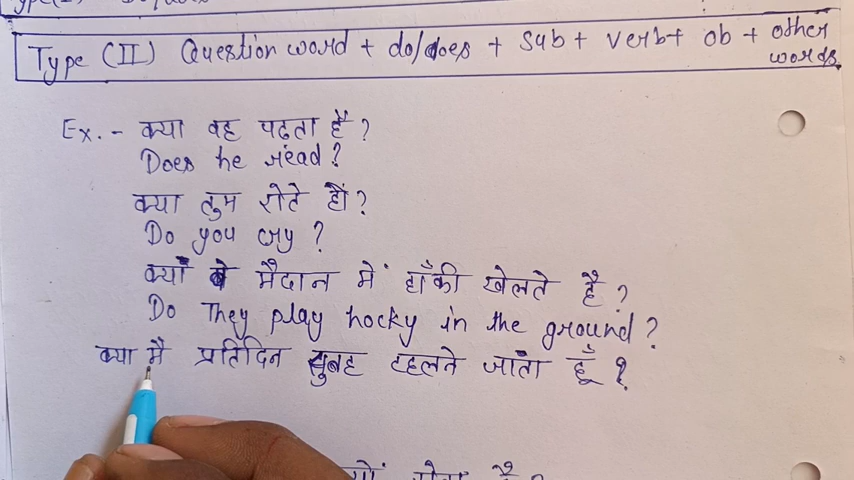 Type (II) Question word + do/does + Sub + verb + ob + other words.
Ex.- क्या वह पढ़ता है ?
Does he read ?
क्या तुम रोते हो ?
Do you cry ?
क्या वे मैदान में हॉकी खेलते है ?
Do They play hocky in the ground ?
क्या मै प्रतिदिन सुबह टहलने जाता हूँ ?
है ?